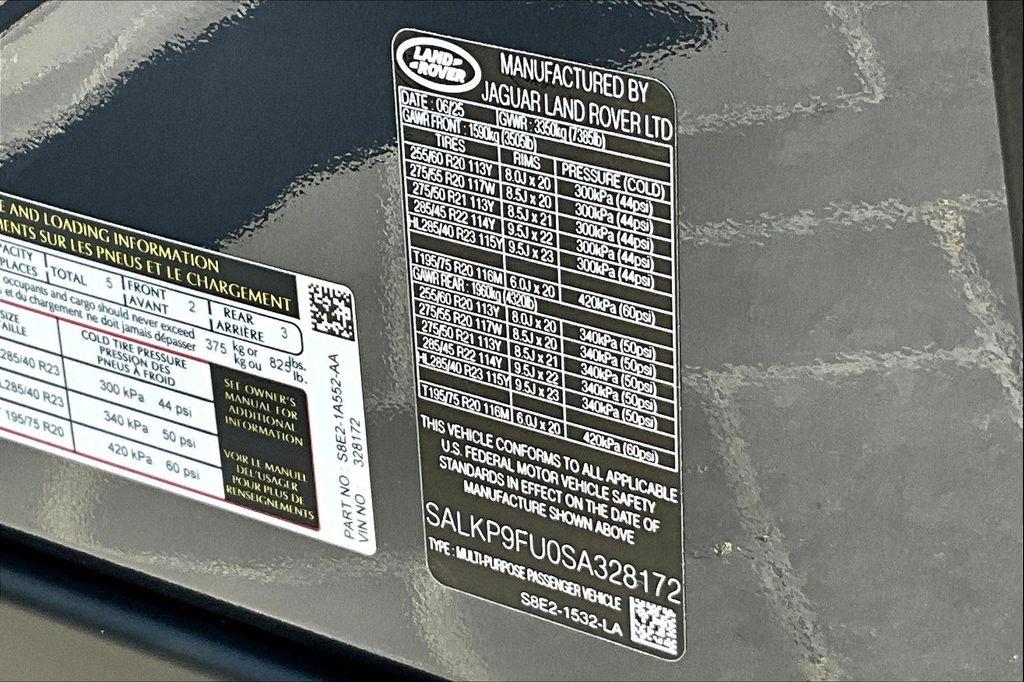 LAND ROVER
MANUFACTURED BY
JAGUAR LAND ROVER LTD
DATE : 06/25 GVWR : 3350kg (7385lb)
GAWR FRONT : 1590kg (3505lb)
TIRES RIMS PRESSURE (COLD)
255/60 R20 113Y 8.0J x 20 300kPa (44psi)
275/55 R20 117W 8.5J x 20 300kPa (44psi)
275/50 R21 113Y 8.5J x 21 300kPa (44psi)
285/45 R22 114Y 9.5J x 22 300kPa (44psi)
HL285/40 R23 115Y 9.5J x 23 300kPa (44psi)
T195/75 R20 116M 6.0J x 20 420kPa (60psi)
GAWR REAR : 1960kg (4320lb)
255/60 R20 113Y 8.0J x 20 340kPa (50psi)
275/55 R20 117W 8.5J x 20 340kPa (50psi)
275/50 R21 113Y 8.5J x 21 340kPa (50psi)
285/45 R22 114Y 9.5J x 22 340kPa (50psi)
HL285/40 R23 115Y 9.5J x 23 340kPa (50psi)
T195/75 R20 116M 6.0J x 20 420kPa (60psi)
THIS VEHICLE CONFORMS TO ALL APPLICABLE
U.S. FEDERAL MOTOR VEHICLE SAFETY
STANDARDS IN EFFECT ON THE DATE OF
MANUFACTURE SHOWN ABOVE
SALKP9FU0SA328172
TYPE : MULTI-PURPOSE PASSENGER VEHICLE
S8E2-1532-LA
E AND LOADING INFORMATION
MENTS SUR LES PNEUS ET LE CHARGEMENT
ACITY TOTAL 5 FRONT 2 REAR 3
PLACES AVANT ARRIÈRE
occupants and cargo should never exceed 375 kg or lbs.
s et du chargement ne doit jamais dépasser kg ou lb.
SIZE COLD TIRE PRESSURE
AILLE PRESSION DES
PNEUS À FROID
285/40 R23 300 kPa 44 psi
L285/40 R23 340 kPa 50 psi
195/75 R20 420 kPa 60 psi
SEE OWNER'S
MANUAL FOR
ADDITIONAL
INFORMATION
VOIR LE MANUEL
DE L'USAGER
POUR PLUS DE
RENSEIGNEMENTS
PART NO : S8E2-1A552-AA
VIN NO : 328172